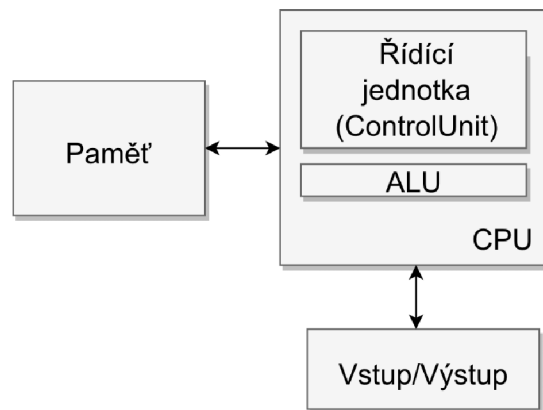 Paměť
Řídící
jednotka
(ControlUnit)
ALU
CPU
Vstup/Výstup